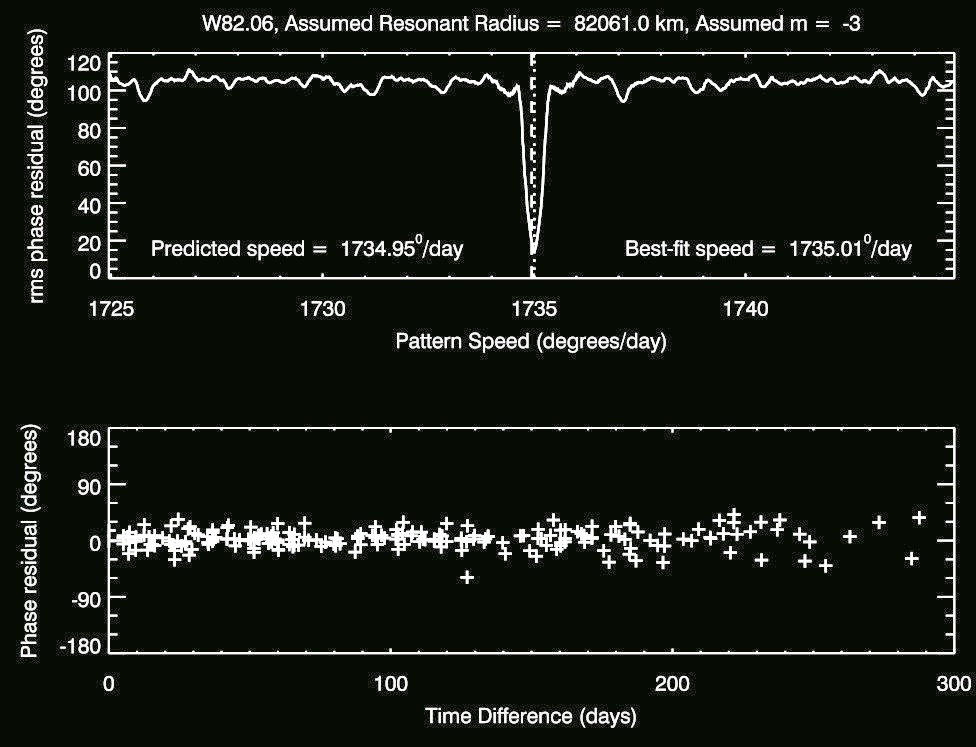 W82.06, Assumed Resonant Radius = 82061.0 km, Assumed m = -3
rms phase residual (degrees)
120
100
80
60
40
20
0
Predicted speed = 1734.95⁰/day
Best-fit speed = 1735.01⁰/day
1725 1730 1735 1740
Pattern Speed (degrees/day)
Phase residual (degrees)
180
90
0
-90
-180
0 100 200 300
Time Difference (days)